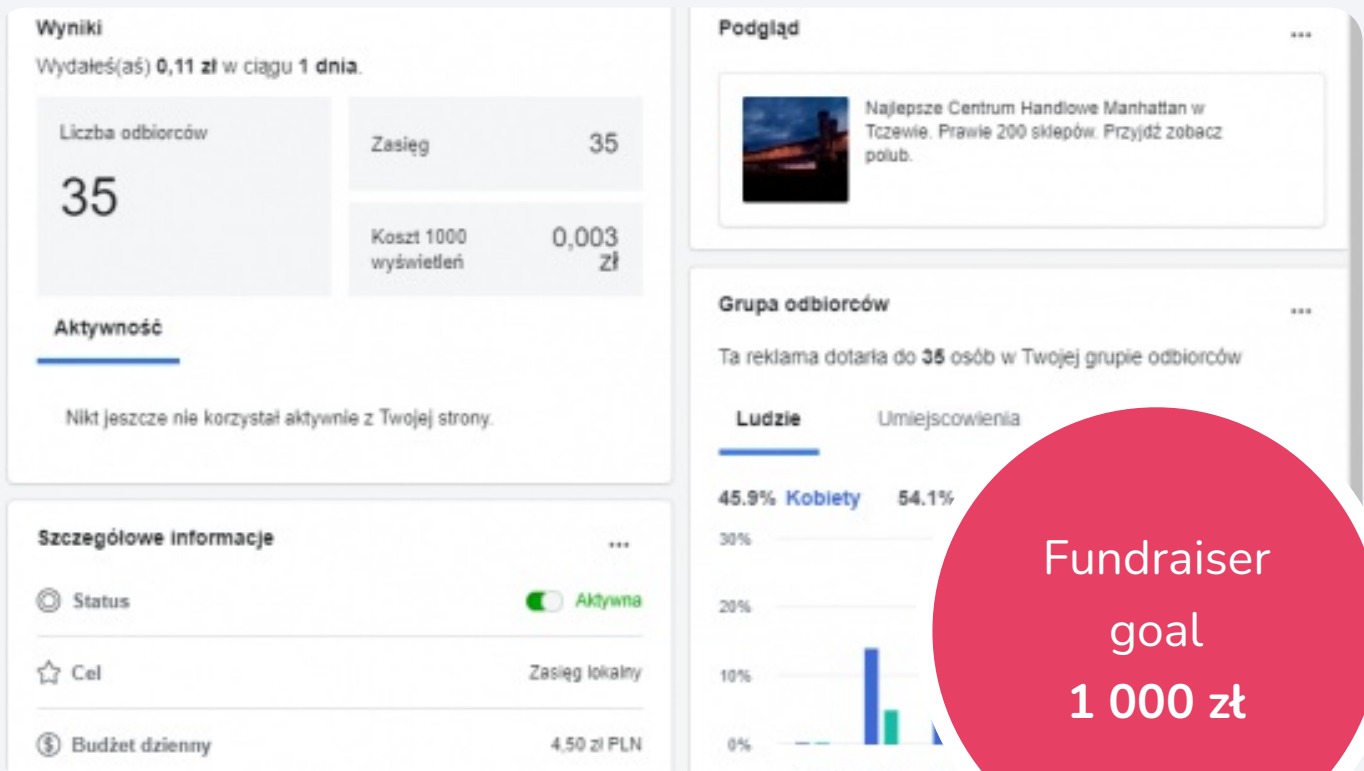 Wyniki
Wydałeś(aś) 0,11 zł w ciągu 1 dnia.
Liczba odbiorców
35
Zasięg
35
Koszt 1000
wyświetleń
0,003
zł
Aktywność
Nikt jeszcze nie korzystał aktywnie z Twojej strony.
Szczegółowe informacje
...
Status
Aktywna
Cel
Zasięg lokalny
Budżet dzienny
4,50 zł PLN
Podgląd
...
Najlepsze Centrum Handlowe Manhattan w
Tczewie. Prawie 200 sklepów. Przyjdź zobacz
polub.
Grupa odbiorców
...
Ta reklama dotarła do 35 osób w Twojej grupie odbiorców
Ludzie
Umiejscowienia
45.9% Kobiety 54.1%
30%
20%
10%
0%
Fundraiser
goal
1 000 zł